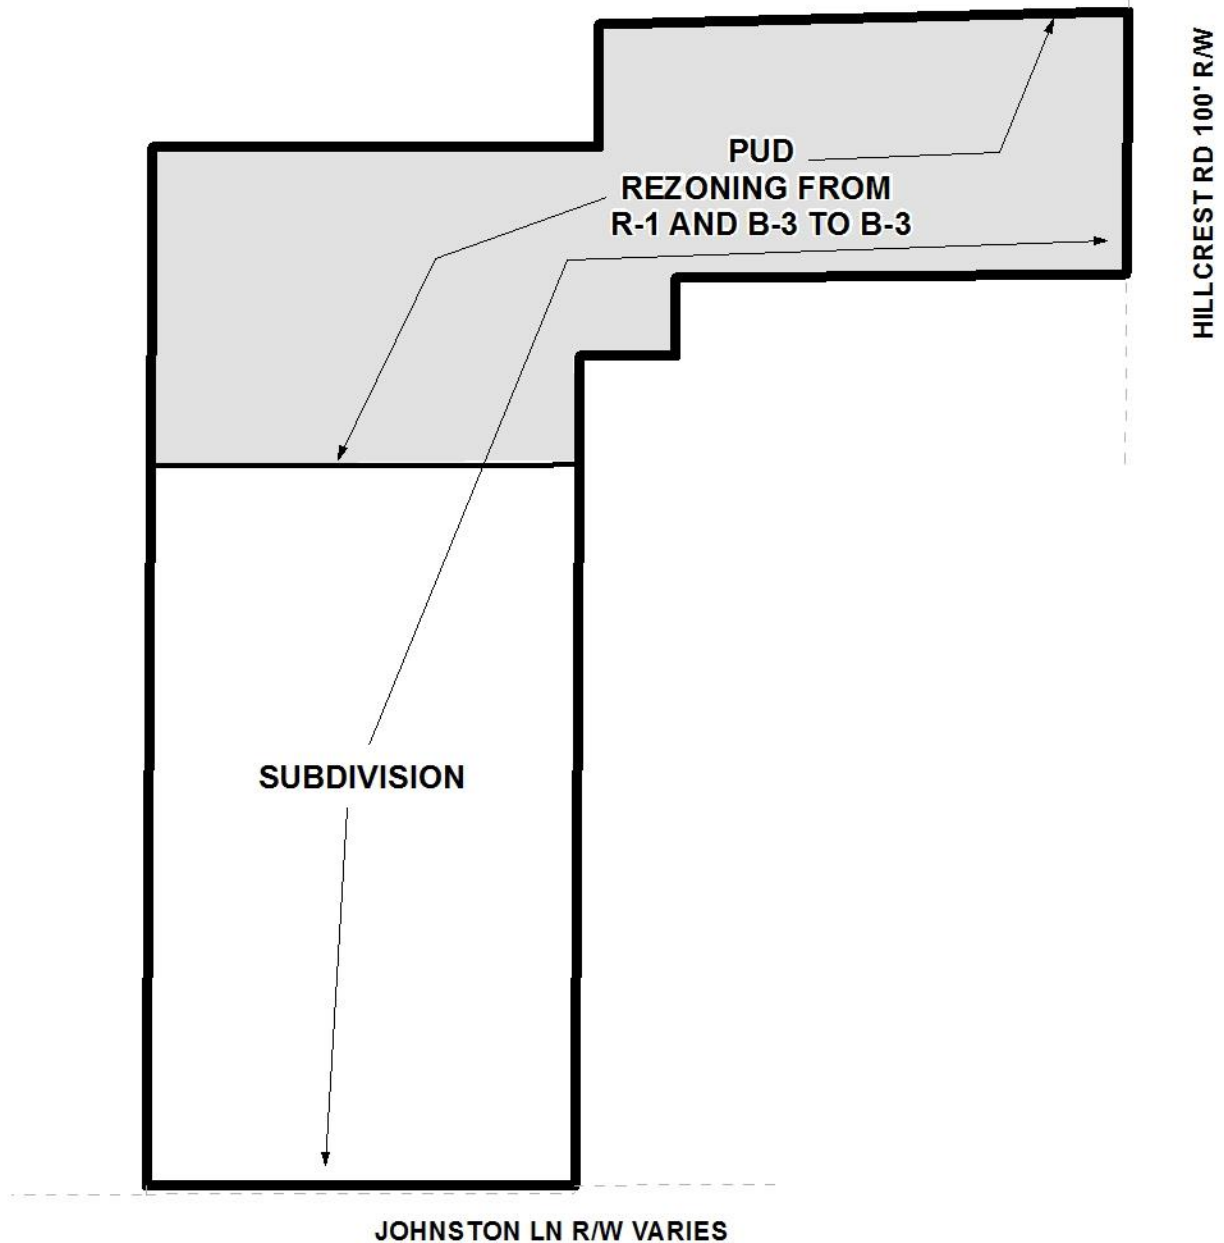 HILLCREST RD 100' R/W
PUD
REZONING FROM
R-1 AND B-3 TO B-3
SUBDIVISION
JOHNSTON LN R/W VARIES